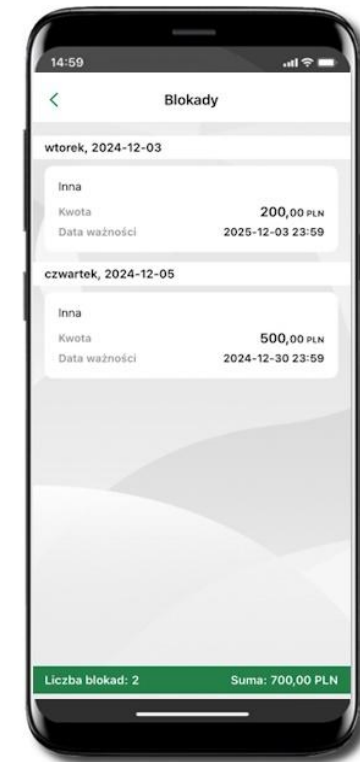 14:59
Blokady
wtorek, 2024-12-03
Inna
Kwota 200,00 PLN
Data ważności 2025-12-03 23:59
czwartek, 2024-12-05
Inna
Kwota 500,00 PLN
Data ważności 2024-12-30 23:59
Liczba blokad: 2 Suma: 700,00 PLN